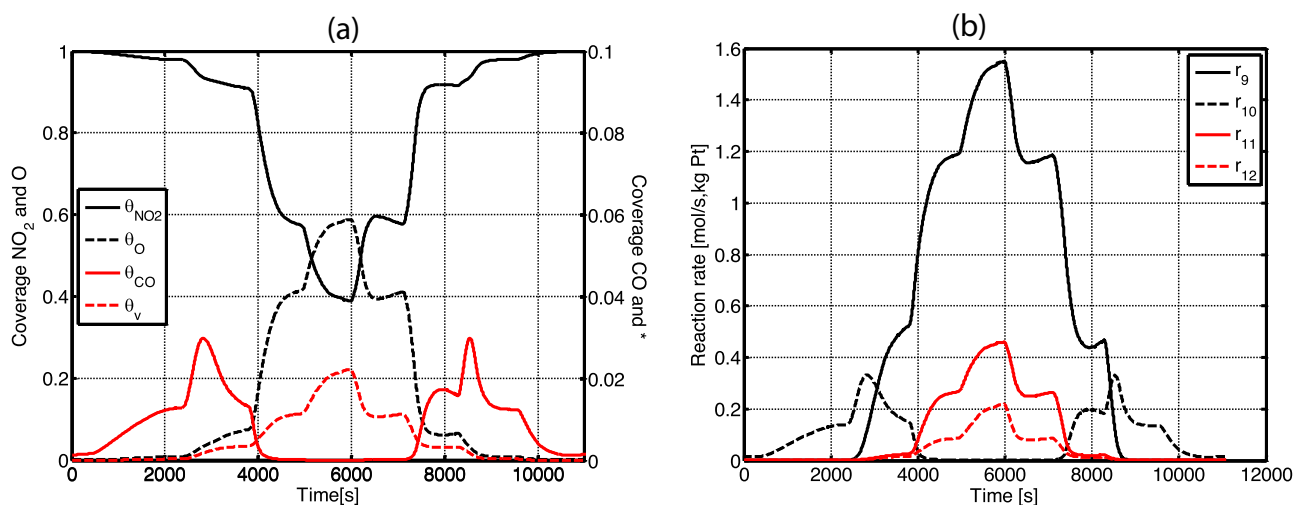 (a)
1
0.8
0.6
0.4
0.2
0
0.1
0.08
0.06
0.04
0.02
0
0
2000
4000
6000
8000
10000
Time[s]
Coverage NO2 and O
Coverage CO and *
θNO2
θO
θCO
θv
(b)
1.6
1.4
1.2
1
0.8
0.6
0.4
0.2
0
0
2000
4000
6000
8000
10000
12000
Time [s]
Reaction rate [mol/s,kg Pt]
r9
r10
r11
r12